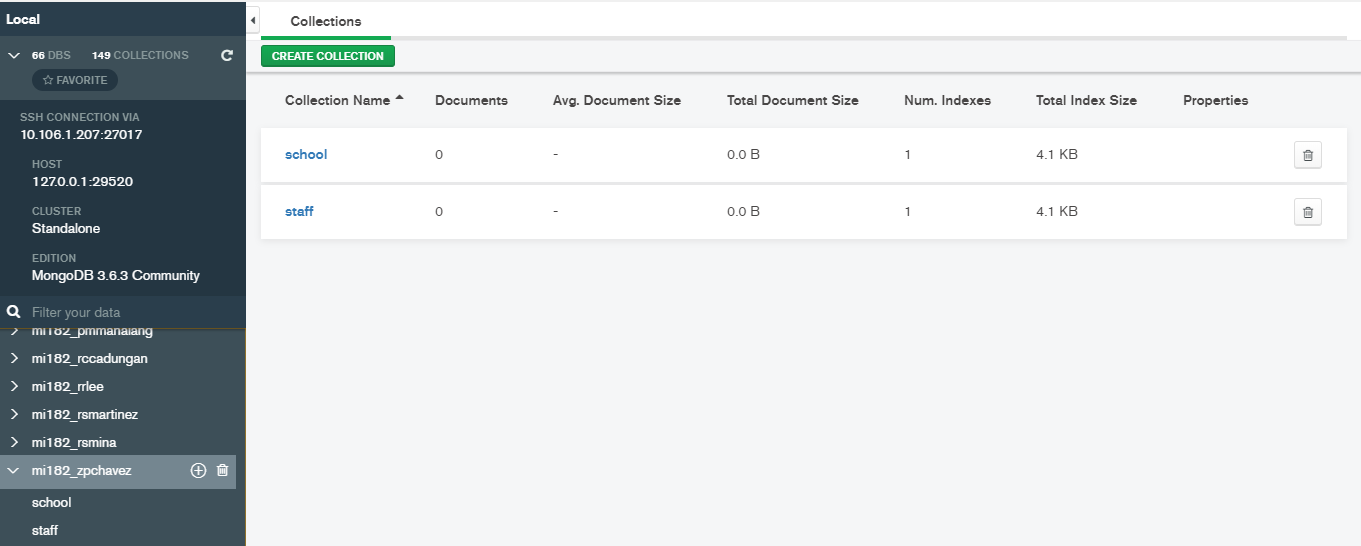 Local
66 DBS 149 COLLECTIONS
FAVORITE
SSH CONNECTION VIA
10.106.1.207:27017
HOST
127.0.0.1:29520
CLUSTER
Standalone
EDITION
MongoDB 3.6.3 Community
Filter your data
mi182_pmmanalang
mi182_rccadungan
mi182_rrlee
mi182_rsmartinez
mi182_rsmina
mi182_zpchavez
school
staff
Collections
CREATE COLLECTION
Collection Name Documents Avg. Document Size Total Document Size Num. Indexes Total Index Size Properties
school 0 - 0.0 B 1 4.1 KB
staff 0 - 0.0 B 1 4.1 KB